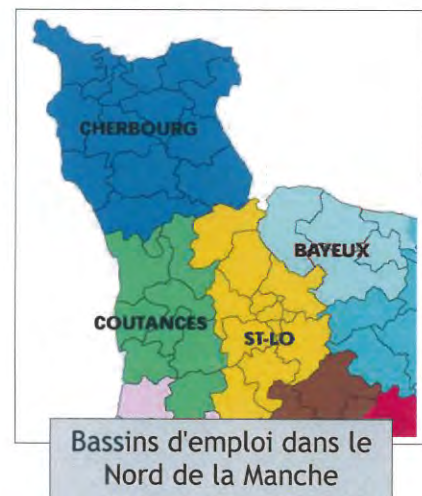 CHERBOURG
BAYEUX
COUTANCES
ST-LO
Bassins d'emploi dans le
Nord de la Manche